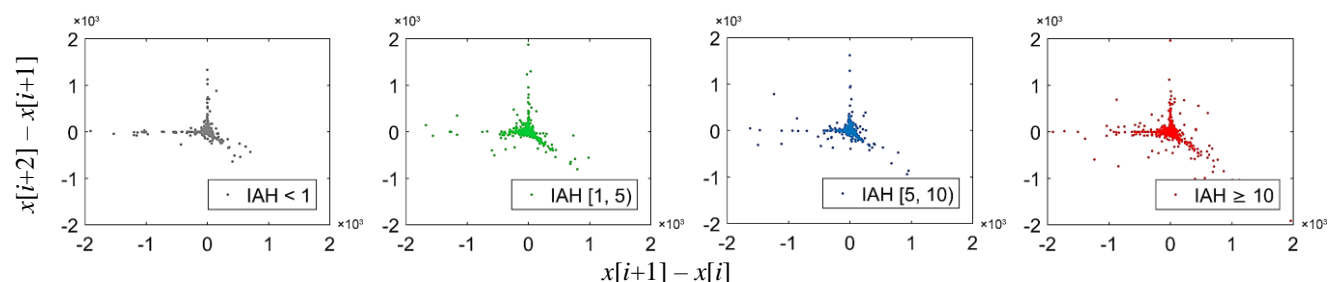 ×10³ ×10³ ×10³ ×10³
x[i+2] – x[i+1]
2 2 2 2
1 1 1 1
0 0 0 0
-1 -1 -1 -1
IAH < 1 IAH [1, 5) IAH [5, 10) IAH ≥ 10
-2 -2 -2 -2
-2 -1 0 1 2 ×10³ -2 -1 0 1 2 ×10³ -2 -1 0 1 2 ×10³ -2 -1 0 1 2 ×10³
x[i+1] – x[i]